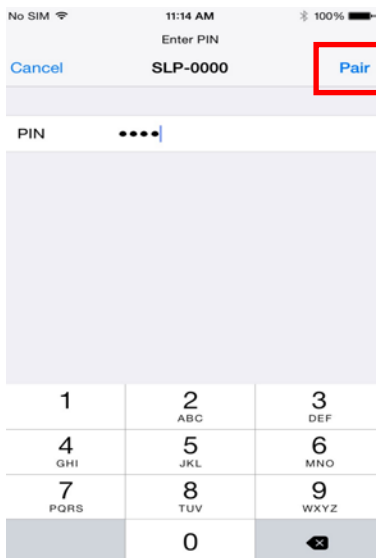 No SIM 11:14 AM 100%
Enter PIN
Cancel SLP-0000 Pair
PIN ••••
1 2 3
ABC DEF
4 5 6
GHI JKL MNO
7 8 9
PQRS TUV WXYZ
0